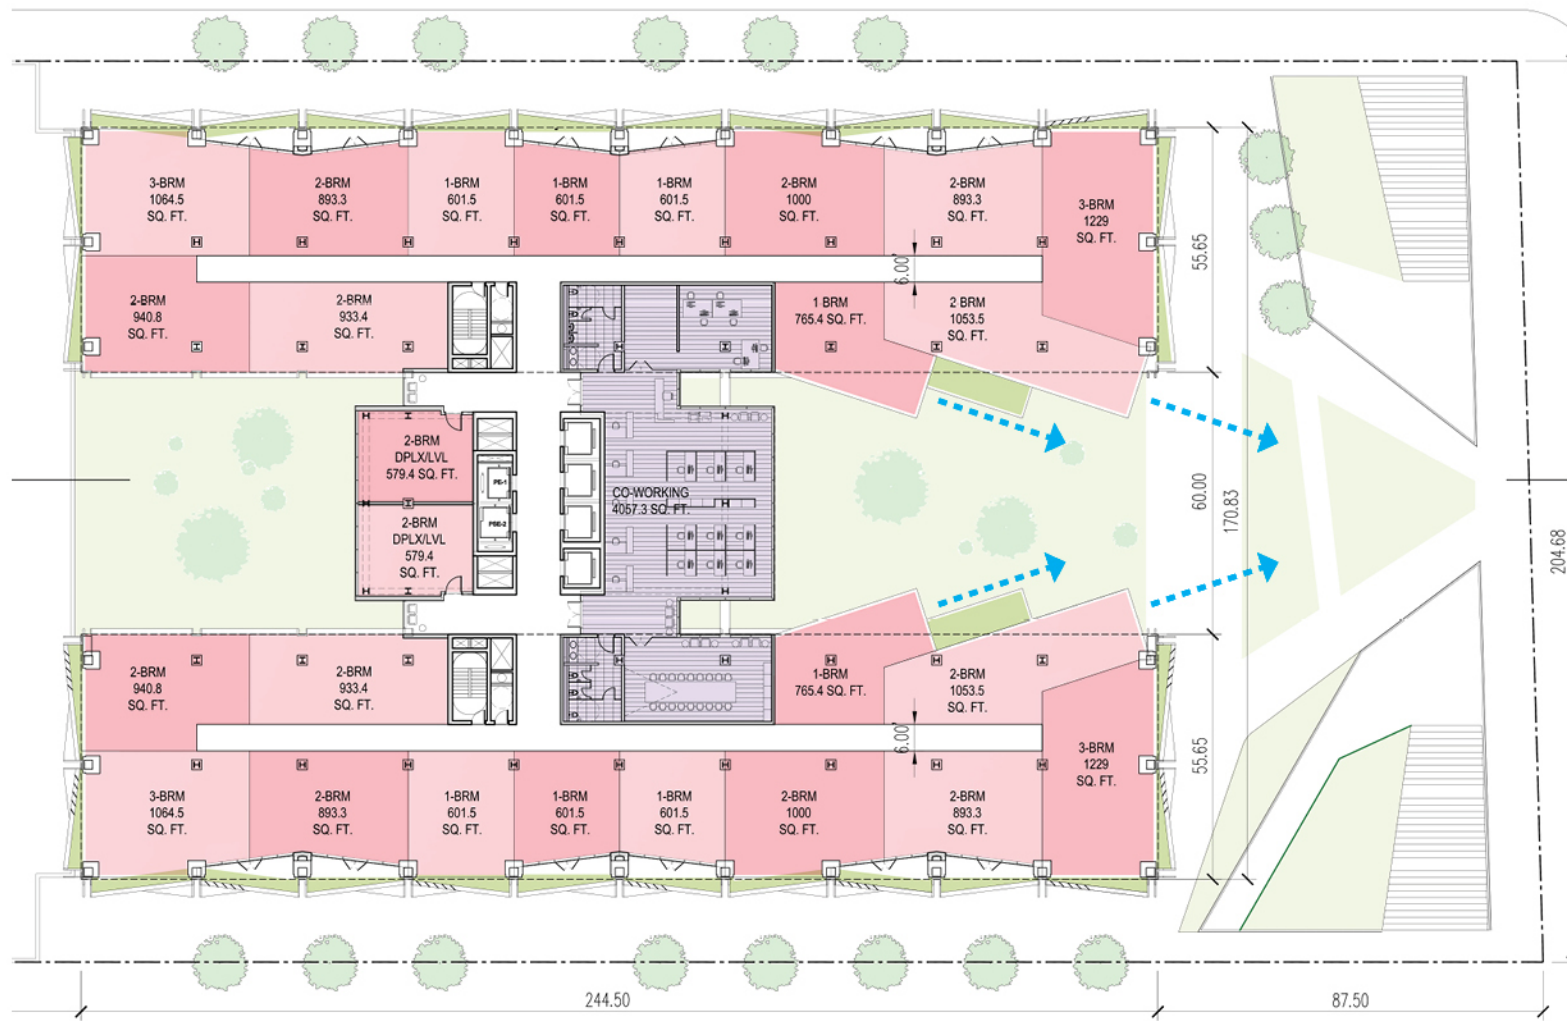 3-BRM
1064.5
SQ. FT.
2-BRM
893.3
SQ. FT.
1-BRM
601.5
SQ. FT.
1-BRM
601.5
SQ. FT.
1-BRM
601.5
SQ. FT.
2-BRM
1000
SQ. FT.
2-BRM
893.3
SQ. FT.
3-BRM
1229
SQ. FT.
55.65
6.00'
2-BRM
940.8
SQ. FT.
2-BRM
933.4
SQ. FT.
1 BRM
765.4 SQ. FT.
2 BRM
1053.5
SQ. FT.
2-BRM
DPLX/LVL
579.4 SQ. FT.
PE-1
PSE-2
2-BRM
DPLX/LVL
579.4
SQ. FT.
CO-WORKING
4057.3 SQ. FT.
60.00
170.83
204.68
2-BRM
940.8
SQ. FT.
2-BRM
933.4
SQ. FT.
1-BRM
765.4 SQ. FT.
2-BRM
1053.5
SQ. FT.
6.00'
55.65
3-BRM
1229
SQ. FT.
3-BRM
1064.5
SQ. FT.
2-BRM
893.3
SQ. FT.
1-BRM
601.5
SQ. FT.
1-BRM
601.5
SQ. FT.
1-BRM
601.5
SQ. FT.
2-BRM
1000
SQ. FT.
2-BRM
893.3
SQ. FT.
244.50
87.50